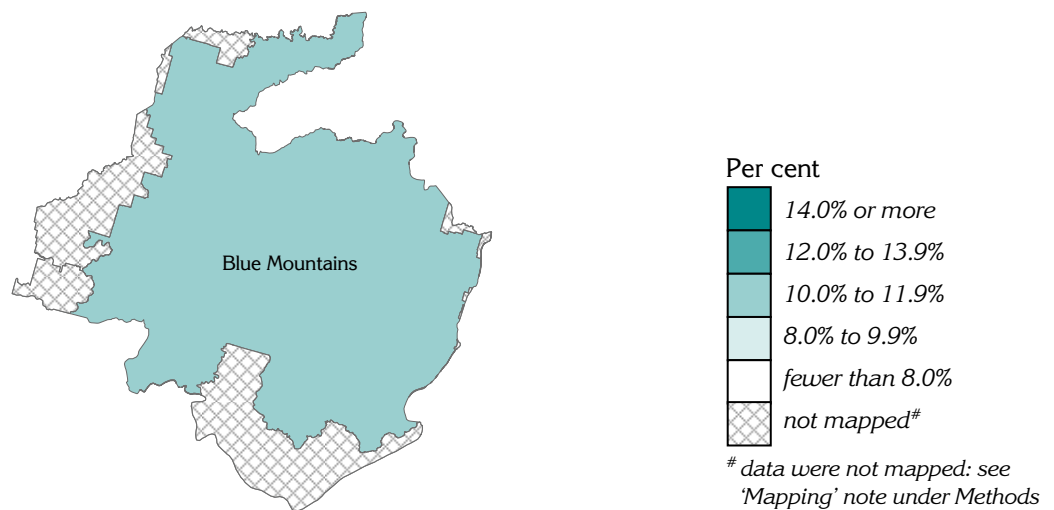 Blue Mountains
Per cent
14.0% or more
12.0% to 13.9%
10.0% to 11.9%
8.0% to 9.9%
fewer than 8.0%
not mapped#
# data were not mapped: see
'Mapping' note under Methods